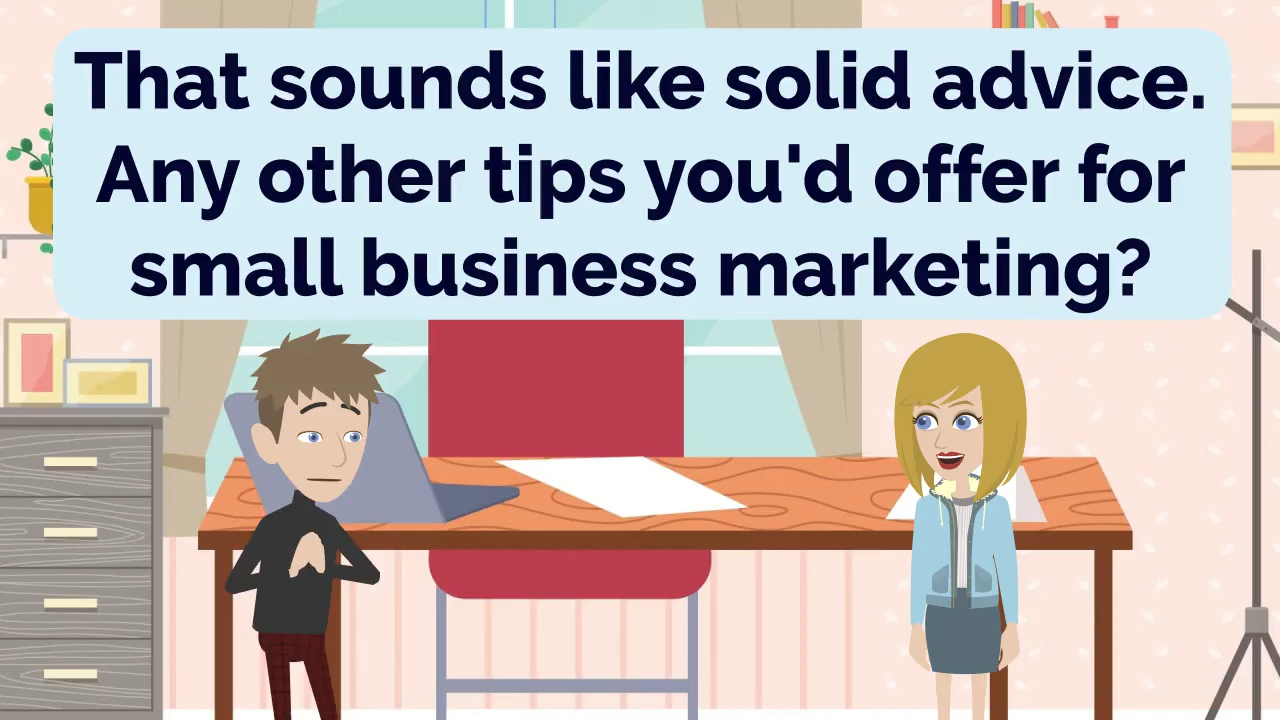 That sounds like solid advice.
Any other tips you'd offer for
small business marketing?